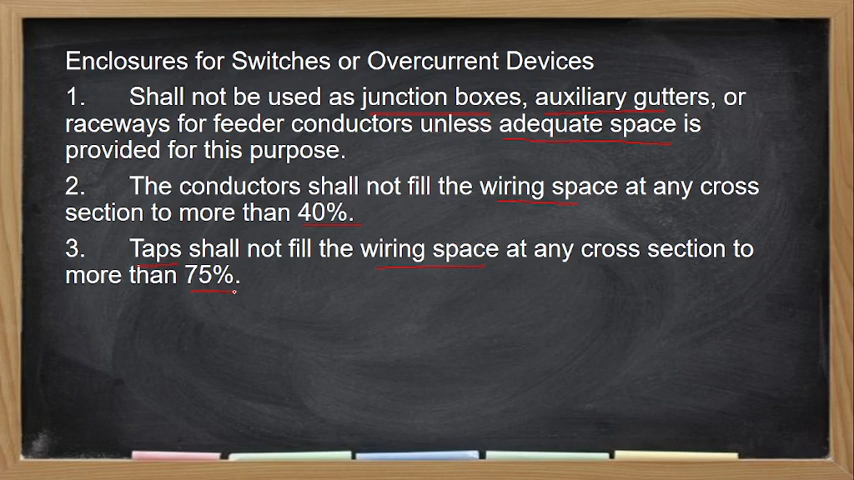 Enclosures for Switches or Overcurrent Devices
1. Shall not be used as junction boxes, auxiliary gutters, or
raceways for feeder conductors unless adequate space is
provided for this purpose.
2. The conductors shall not fill the wiring space at any cross
section to more than 40%.
3. Taps shall not fill the wiring space at any cross section to
more than 75%.